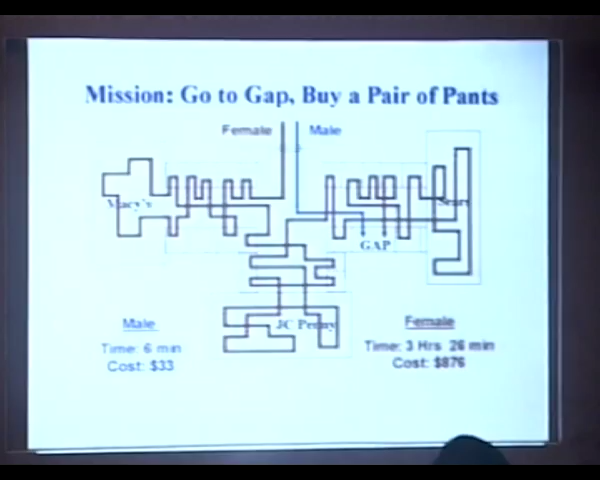 Mission: Go to Gap, Buy a Pair of Pants
Female Male
Macy's
Sears
GAP
JC Penny
Male
Time: 6 min
Cost: $33
Female
Time: 3 Hrs 26 min
Cost: $876